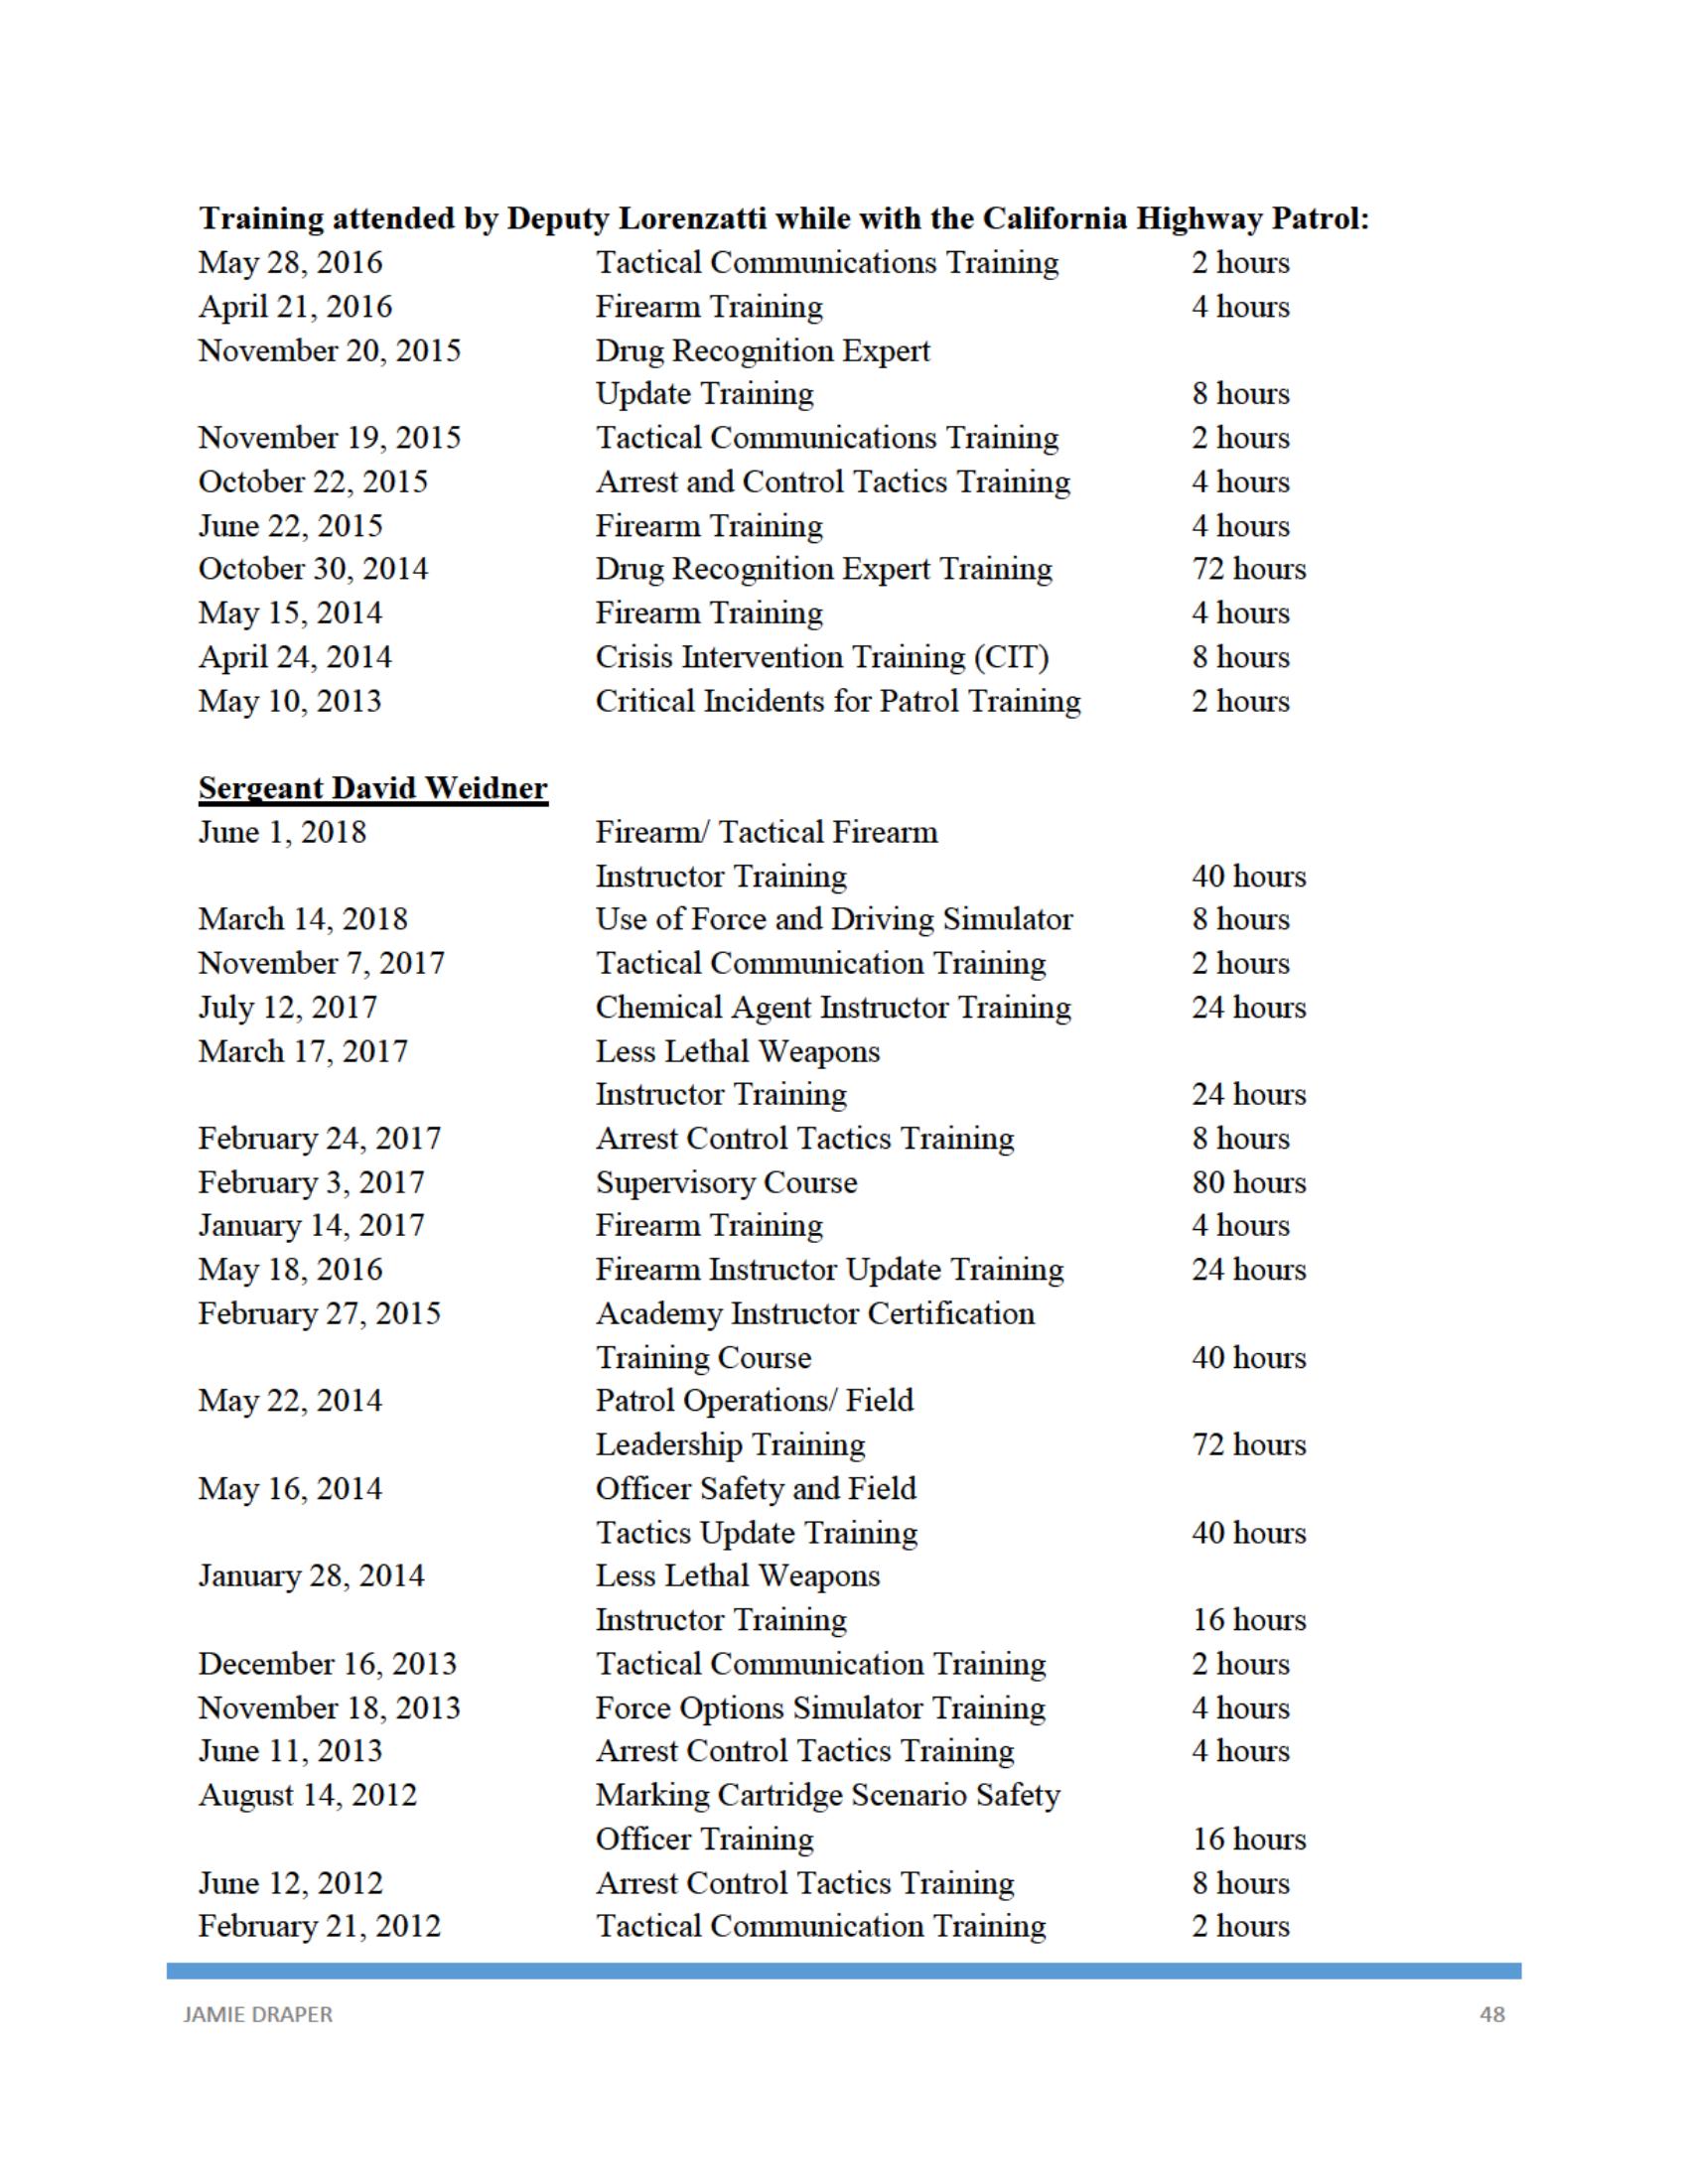 Training attended by Deputy Lorenzatti while with the California Highway Patrol:
May 28, 2016 Tactical Communications Training 2 hours
April 21, 2016 Firearm Training 4 hours
November 20, 2015 Drug Recognition Expert
Update Training 8 hours
November 19, 2015 Tactical Communications Training 2 hours
October 22, 2015 Arrest and Control Tactics Training 4 hours
June 22, 2015 Firearm Training 4 hours
October 30, 2014 Drug Recognition Expert Training 72 hours
May 15, 2014 Firearm Training 4 hours
April 24, 2014 Crisis Intervention Training (CIT) 8 hours
May 10, 2013 Critical Incidents for Patrol Training 2 hours
Sergeant David Weidner
June 1, 2018 Firearm/ Tactical Firearm
Instructor Training 40 hours
March 14, 2018 Use of Force and Driving Simulator 8 hours
November 7, 2017 Tactical Communication Training 2 hours
July 12, 2017 Chemical Agent Instructor Training 24 hours
March 17, 2017 Less Lethal Weapons
Instructor Training 24 hours
February 24, 2017 Arrest Control Tactics Training 8 hours
February 3, 2017 Supervisory Course 80 hours
January 14, 2017 Firearm Training 4 hours
May 18, 2016 Firearm Instructor Update Training 24 hours
February 27, 2015 Academy Instructor Certification
Training Course 40 hours
May 22, 2014 Patrol Operations/ Field
Leadership Training 72 hours
May 16, 2014 Officer Safety and Field
Tactics Update Training 40 hours
January 28, 2014 Less Lethal Weapons
Instructor Training 16 hours
December 16, 2013 Tactical Communication Training 2 hours
November 18, 2013 Force Options Simulator Training 4 hours
June 11, 2013 Arrest Control Tactics Training 4 hours
August 14, 2012 Marking Cartridge Scenario Safety
Officer Training 16 hours
June 12, 2012 Arrest Control Tactics Training 8 hours
February 21, 2012 Tactical Communication Training 2 hours
JAMIE DRAPER 48